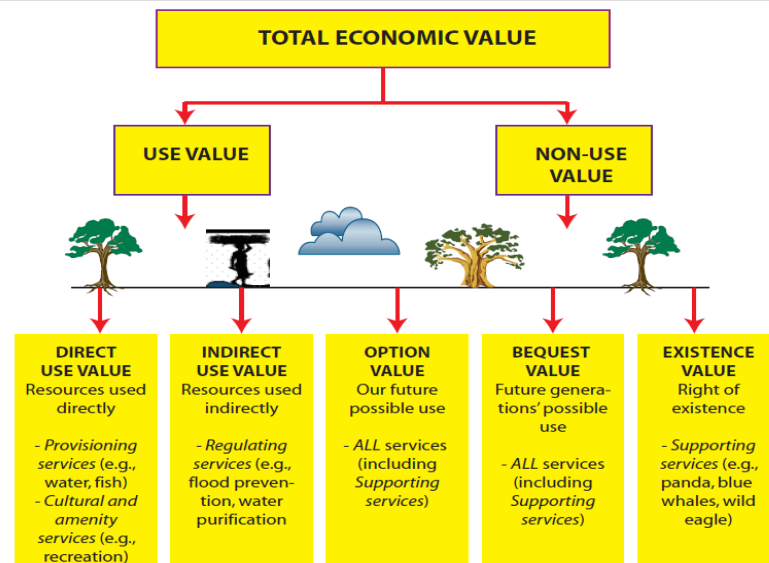 TOTAL ECONOMIC VALUE
USE VALUE
NON-USE
VALUE
DIRECT
USE VALUE
Resources used
directly
- Provisioning
services (e.g.,
water, fish)
- Cultural and
amenity
services (e.g.,
recreation)
INDIRECT
USE VALUE
Resources used
indirectly
- Regulating
services (e.g.,
flood preven-
tion, water
purification
OPTION
VALUE
Our future
possible use
- ALL services
(including
Supporting
services)
BEQUEST
VALUE
Future genera-
tions’ possible
use
- ALL services
(including
Supporting
services)
EXISTENCE
VALUE
Right of
existence
- Supporting
services (e.g.,
panda, blue
whales, wild
eagle)